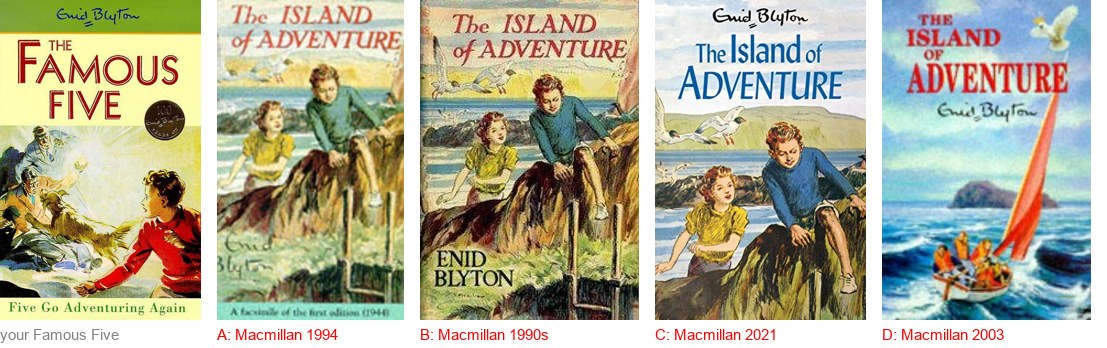 Enid Blyton
THE
FAMOUS
FIVE
Five Go Adventuring Again
your Famous Five
The ISLAND
of ADVENTURE
Enid
Blyton
A facsimile of the first edition (1944)
A: Macmillan 1994
The ISLAND
of ADVENTURE
ENID
BLYTON
B: Macmillan 1990s
Enid Blyton
The Island of
ADVENTURE
C: Macmillan 2021
THE
ISLAND
OF
ADVENTURE
Enid Blyton
D: Macmillan 2003